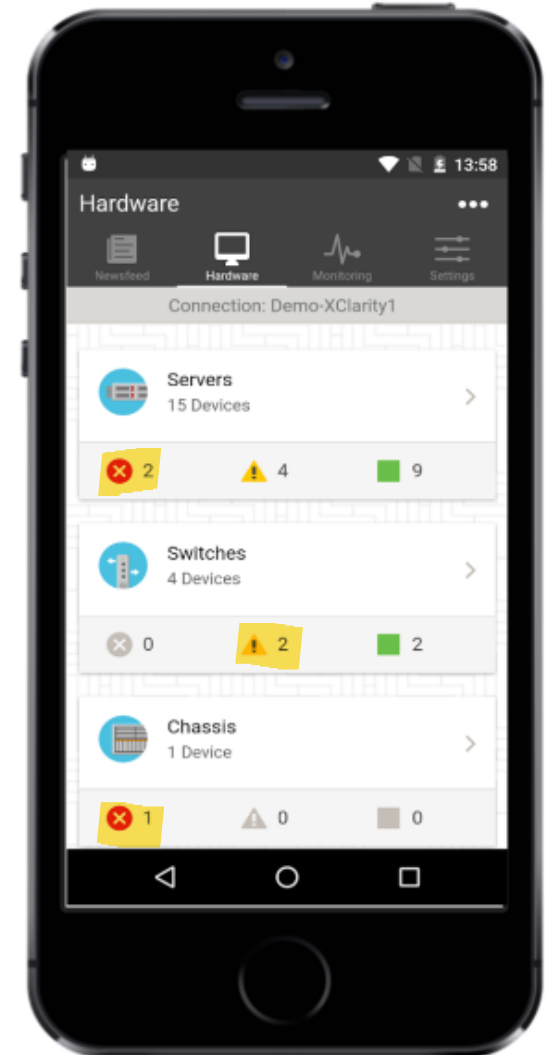 13:58
Hardware
Newsfeed Hardware Monitoring Settings
Connection: Demo-XClarity1
Servers
15 Devices
2 4 9
Switches
4 Devices
0 2 2
Chassis
1 Device
1 0 0